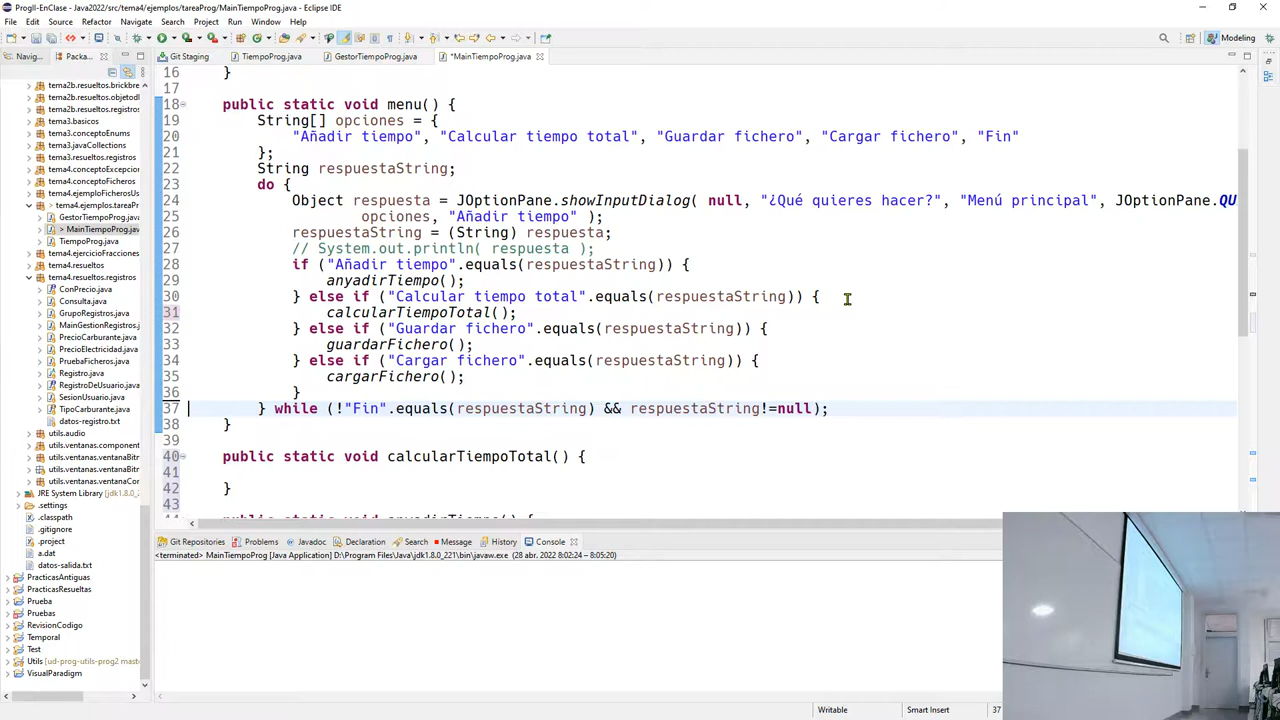 ProgII-EnClase - Java2022/src/tema4/ejemplos/tareaProg/MainTiempoProg.java - Eclipse IDE
File Edit Source Refactor Navigate Search Project Run Window Help
Modeling
Navig... Packa... Git Staging TiempoProg.java GestorTiempoProg.java *MainTiempoProg.java
tema2b.resueltos.brickbre
tema2b.resueltos.objetodl
tema2b.resueltos.registros
tema3.basicos
tema3.conceptoEnums
tema3.javaCollections
tema3.resueltos.registros
tema4.conceptoExcepcion
tema4.conceptoFicheros
tema4.ejemploFicherosUs
> tema4.ejemplos.tareaPr
GestorTiempoProg.java
> MainTiempoProg.java
TiempoProg.java
tema4.ejercicioFracciones
tema4.resueltos
tema4.resueltos.registros
ConPrecio.java
Consulta.java
GrupoRegistros.java
MainGestionRegistros.java
PrecioCarburante.java
PrecioElectricidad.java
PruebaFicheros.java
Registro.java
RegistroDeUsuario.java
SesionUsuario.java
TipoCarburante.java
datos-registro.txt
utils.audio
utils.ventanas.component
utils.ventanas.ventanaBitr
utils.ventanas.ventanaBitr
utils.ventanas.ventanaCor
JRE System Library [jdk1.8.0_
.settings
.classpath
.gitignore
.project
a.dat
datos-salida.txt
PracticasAntiguas
PracticasResueltas
Prueba
Pruebas
RevisionCodigo
Temporal
Test
Utils [ud-prog-utils-prog2 mast
VisualParadigm
16 }
17
18 public static void menu() {
19 String[] opciones = {
20 "Añadir tiempo", "Calcular tiempo total", "Guardar fichero", "Cargar fichero", "Fin"
21 };
22 String respuestaString;
23 do {
24 Object respuesta = JOptionPane.showInputDialog( null, "¿Qué quieres hacer?", "Menú principal", JOptionPane.QU
25 opciones, "Añadir tiempo" );
26 respuestaString = (String) respuesta;
27 // System.out.println( respuesta );
28 if ("Añadir tiempo".equals(respuestaString)) {
29 anyadirTiempo();
30 } else if ("Calcular tiempo total".equals(respuestaString)) {
31 calcularTiempoTotal();
32 } else if ("Guardar fichero".equals(respuestaString)) {
33 guardarFichero();
34 } else if ("Cargar fichero".equals(respuestaString)) {
35 cargarFichero();
36 }
37 } while (!"Fin".equals(respuestaString) && respuestaString!=null);
38 }
39
40 public static void calcularTiempoTotal() {
41
42 }
43
public static void anyadirTiempo() {
Git Repositories Problems Javadoc Declaration Search Message History Console
<terminated> MainTiempoProg [Java Application] D:\Program Files\Java\jdk1.8.0_221\bin\javaw.exe (28 abr. 2022 8:02:24 – 8:05:20)
Writable Smart Insert 37